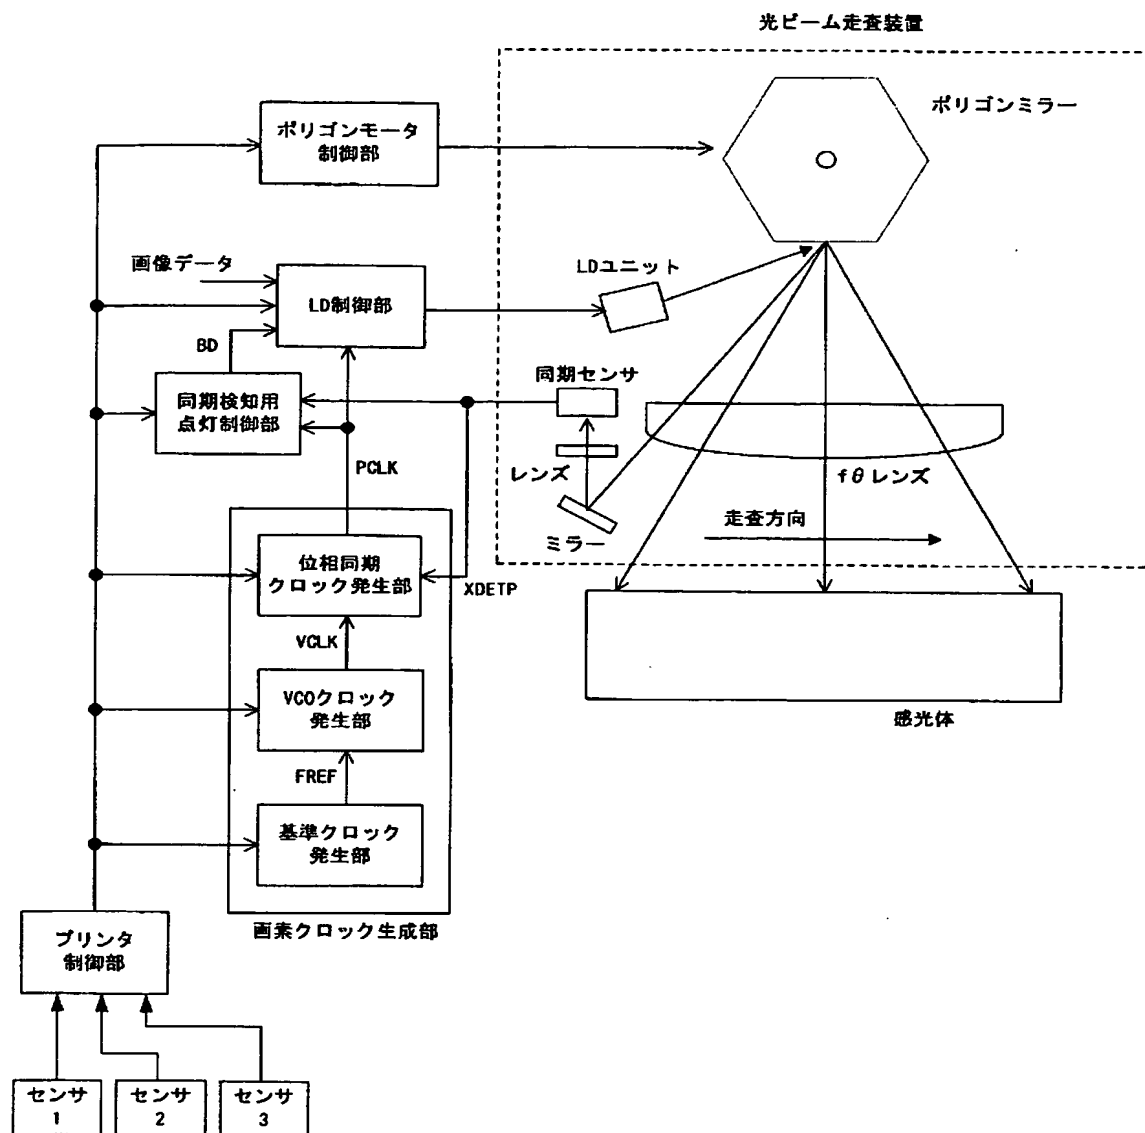 光ビーム走査装置
ポリゴンミラー
ポリゴンモータ
制御部
画像データ
LDユニット
LD制御部
BD
同期センサ
同期検知用
点灯制御部
PCLK
レンズ
fθレンズ
走査方向
ミラー
位相同期
クロック発生部
XDETP
VCLK
VCOクロック
発生部
感光体
FREF
基準クロック
発生部
画素クロック生成部
プリンタ
制御部
センサ
1
センサ
2
センサ
3